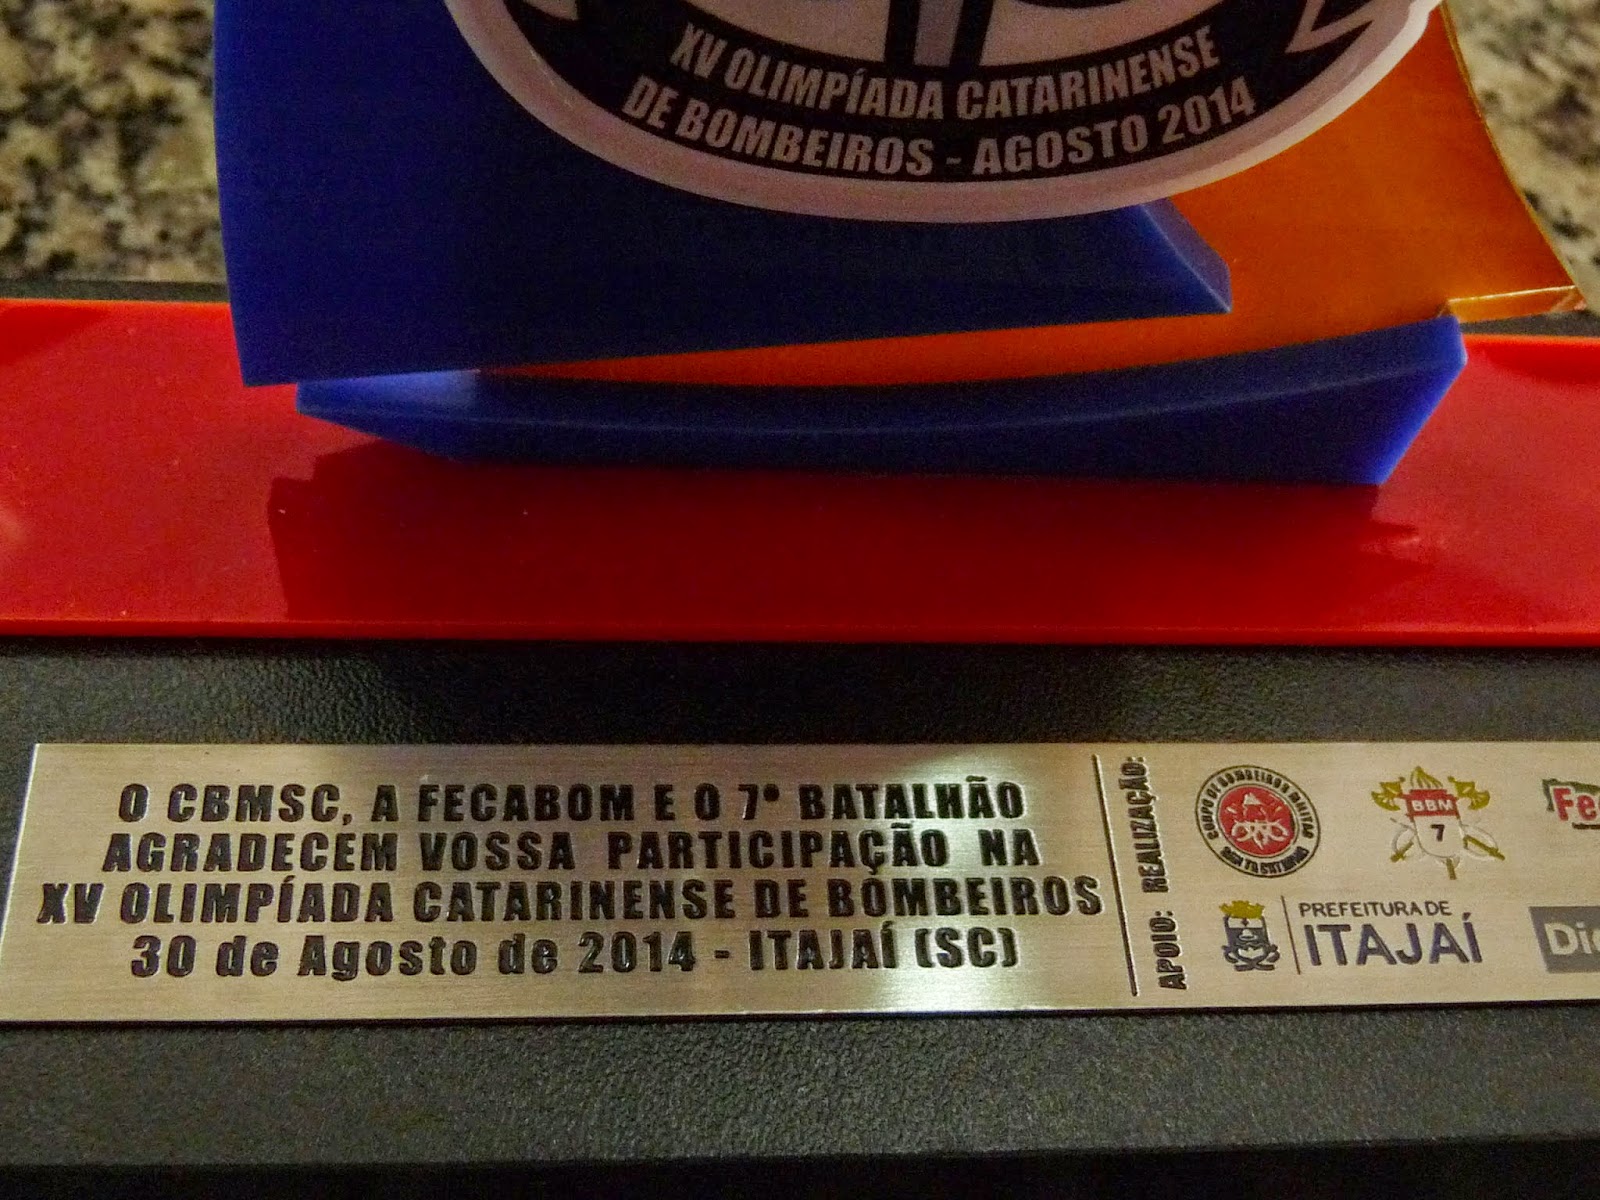 XV OLIMPÍADA CATARINENSE
DE BOMBEIROS - AGOSTO 2014
O CBMSC, A FECABOM E O 7° BATALHÃO
AGRADECEM VOSSA PARTICIPAÇÃO NA
XV OLIMPÍADA CATARINENSE DE BOMBEIROS
30 de Agosto de 2014 - ITAJAÍ (SC)
REALIZAÇÃO:
BBM
7
APOIO:
PREFEITURA DE
ITAJAÍ